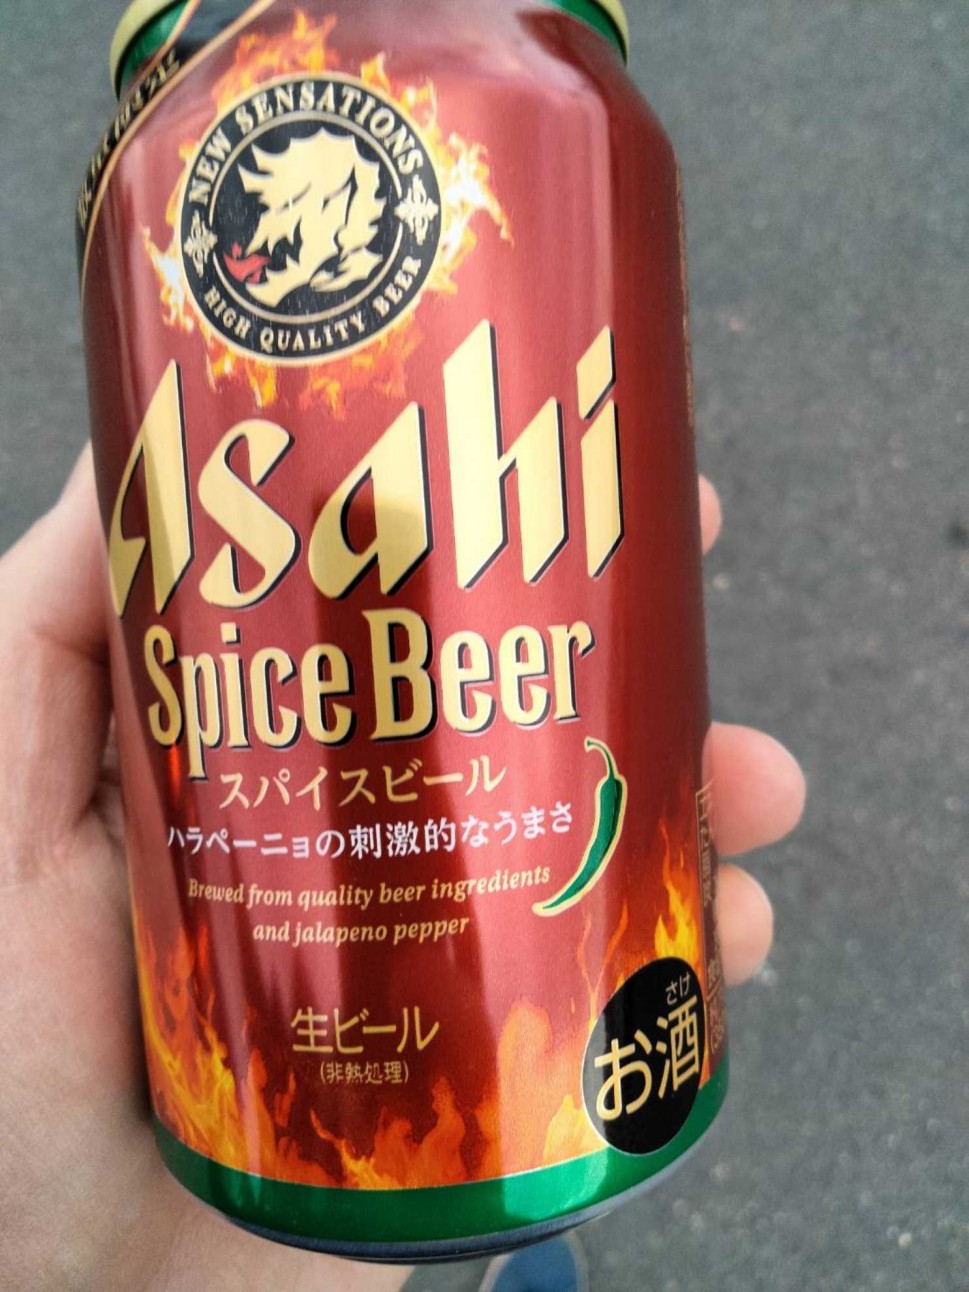 NEW SENSATIONS
HIGH QUALITY BEER
Asahi
Spice Beer
スパイスビール
ハラペーニョの刺激的なうまさ
Brewed from quality beer ingredients
and jalapeno pepper
生ビール
(非熱処理)
さけ
お酒